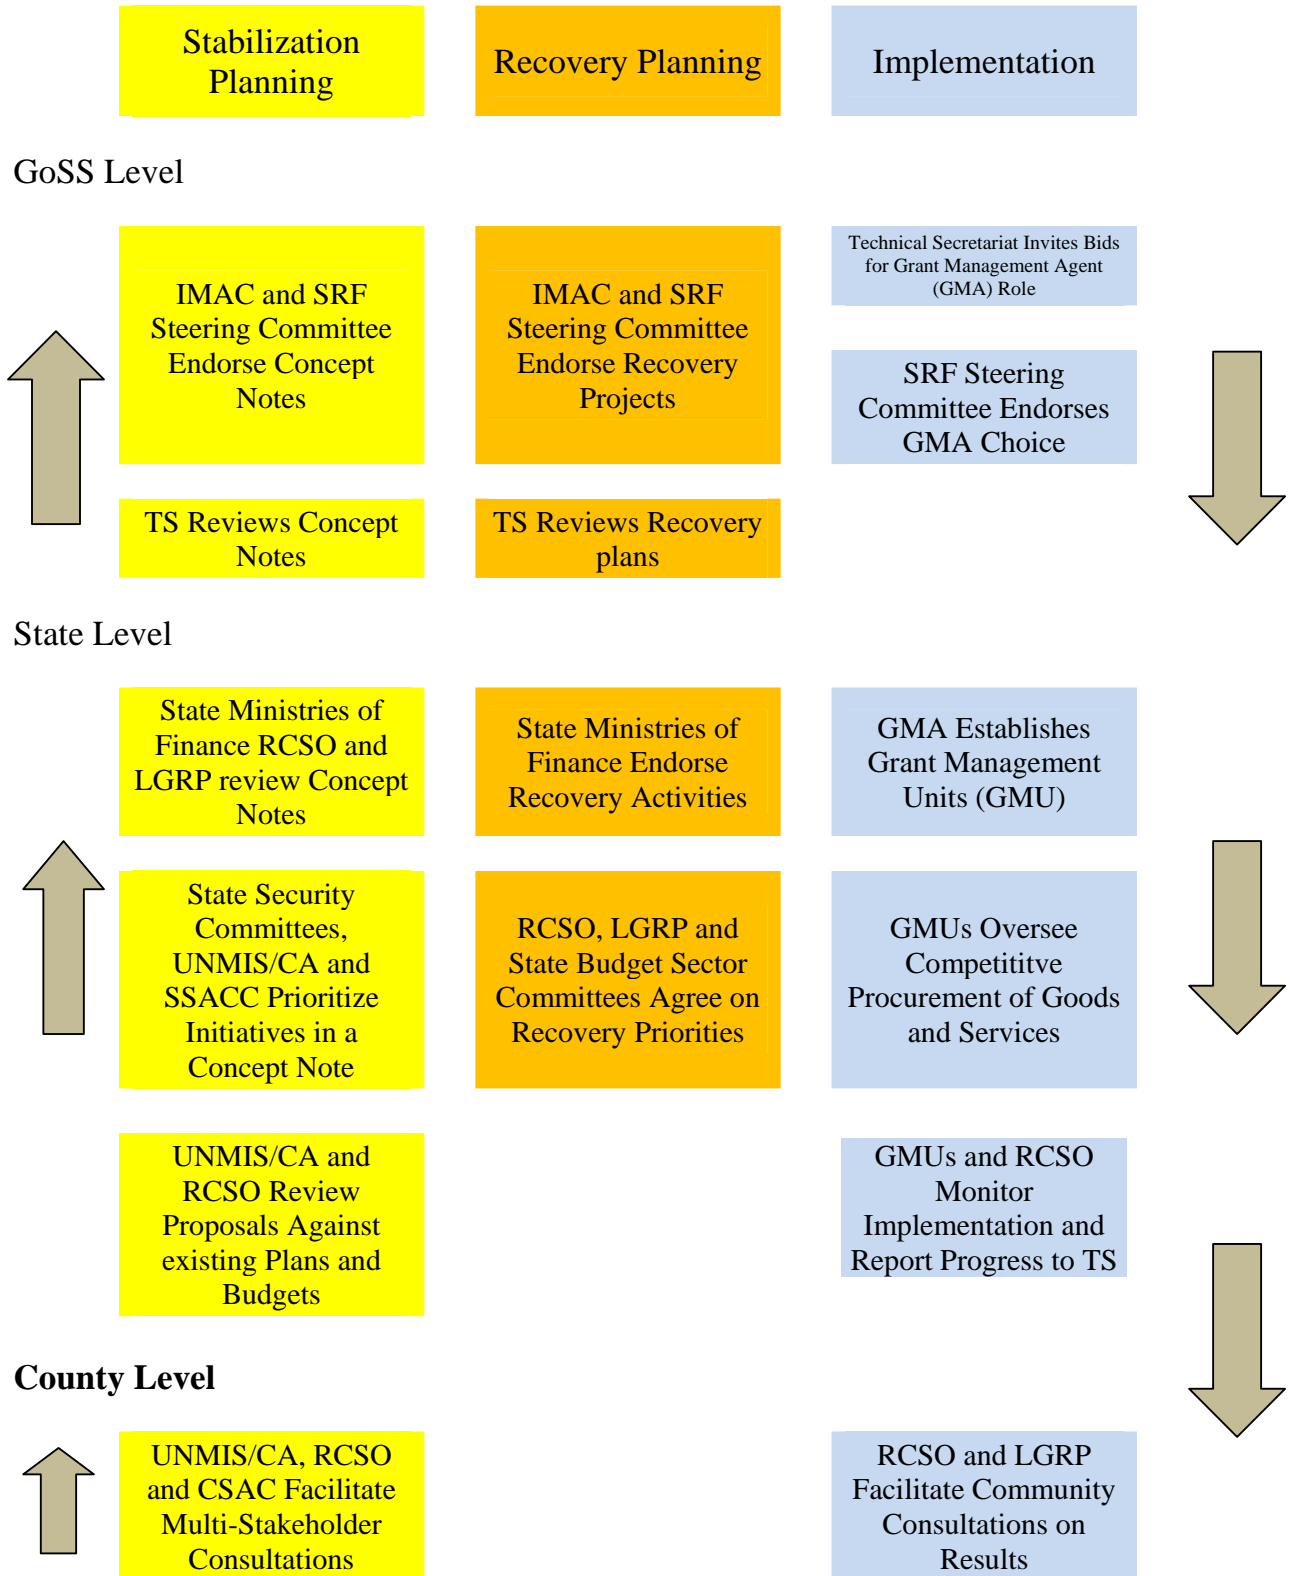 Stabilization
Planning
Recovery Planning
Implementation
GoSS Level
IMAC and SRF
Steering Committee
Endorse Concept
Notes
IMAC and SRF
Steering Committee
Endorse Recovery
Projects
Technical Secretariat Invites Bids
for Grant Management Agent
(GMA) Role
SRF Steering
Committee Endorses
GMA Choice
TS Reviews Concept
Notes
TS Reviews Recovery
plans
State Level
State Ministries of
Finance RCSO and
LGRP review Concept
Notes
State Ministries of
Finance Endorse
Recovery Activities
GMA Establishes
Grant Management
Units (GMU)
State Security
Committees,
UNMIS/CA and
SSACC Prioritize
Initiatives in a
Concept Note
RCSO, LGRP and
State Budget Sector
Committees Agree on
Recovery Priorities
GMUs Oversee
Competititve
Procurement of Goods
and Services
UNMIS/CA and
RCSO Review
Proposals Against
existing Plans and
Budgets
GMUs and RCSO
Monitor
Implementation and
Report Progress to TS
County Level
UNMIS/CA, RCSO
and CSAC Facilitate
Multi-Stakeholder
Consultations
RCSO and LGRP
Facilitate Community
Consultations on
Results